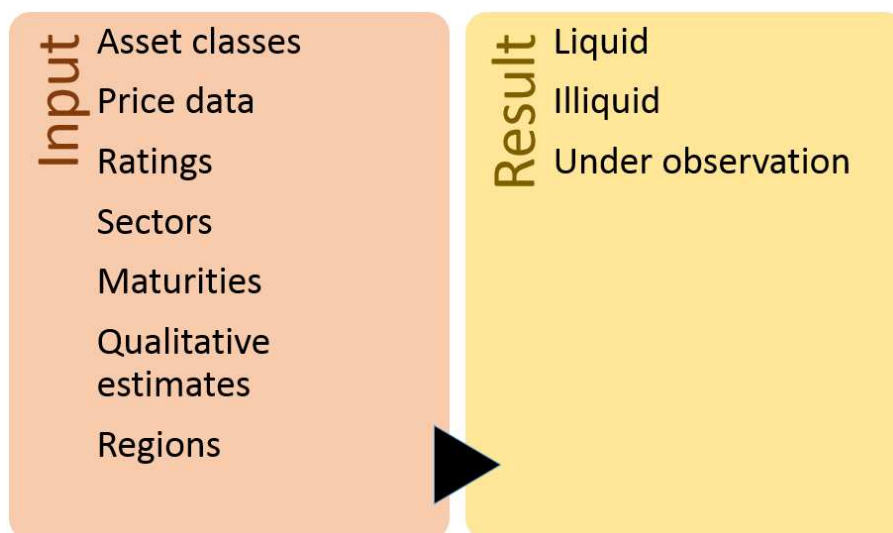 Input
Asset classes
Price data
Ratings
Sectors
Maturities
Qualitative
estimates
Regions
Result
Liquid
Illiquid
Under observation